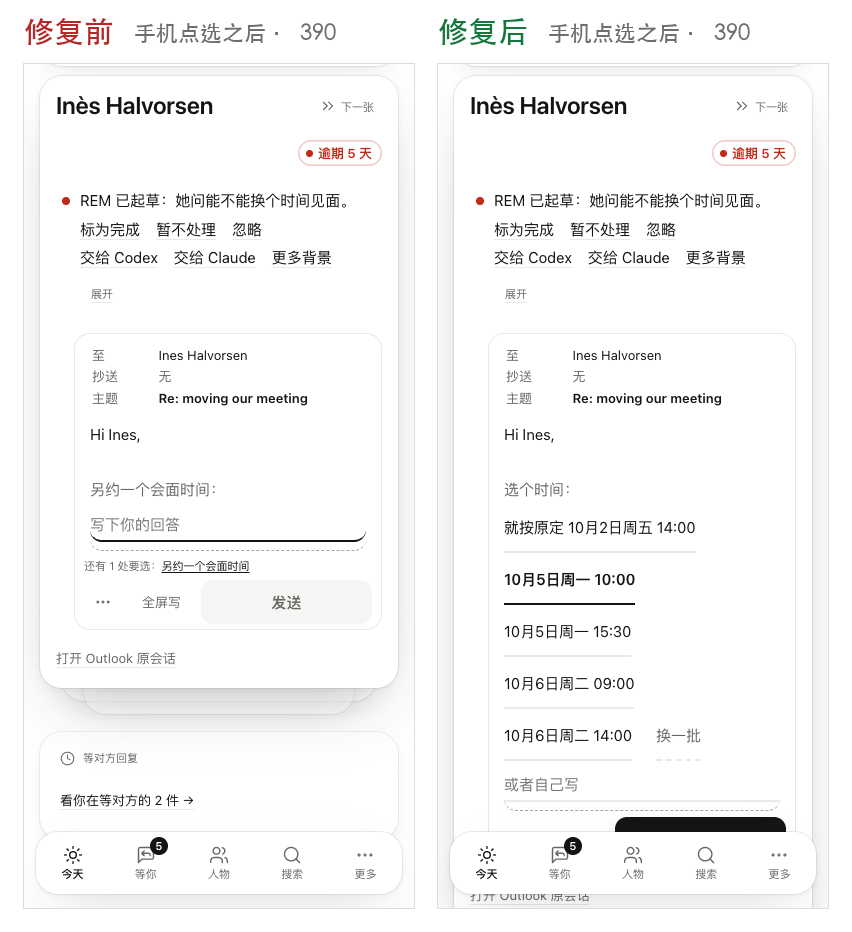 修复前 手机点选之后 · 390
Inès Halvorsen
下一张
逾期 5 天
REM 已起草：她问能不能换个时间见面。
标为完成 暂不处理 忽略
交给 Codex 交给 Claude 更多背景
展开
至 Ines Halvorsen
抄送 无
主题 Re: moving our meeting
Hi Ines,
另约一个会面时间：
写下你的回答
还有 1 处要选：另约一个会面时间
全屏写 发送
打开 Outlook 原会话
等对方回复
看你在等对方的 2 件 →
5
今天 等你 人物 搜索 更多
修复后 手机点选之后 · 390
Inès Halvorsen
下一张
逾期 5 天
REM 已起草：她问能不能换个时间见面。
标为完成 暂不处理 忽略
交给 Codex 交给 Claude 更多背景
展开
至 Ines Halvorsen
抄送 无
主题 Re: moving our meeting
Hi Ines,
选个时间：
就按原定 10月2日周五 14:00
10月5日周一 10:00
10月5日周一 15:30
10月6日周二 09:00
10月6日周二 14:00 换一批
或者自己写
5
今天 等你 人物 搜索 更多
打开 Outlook 原会话